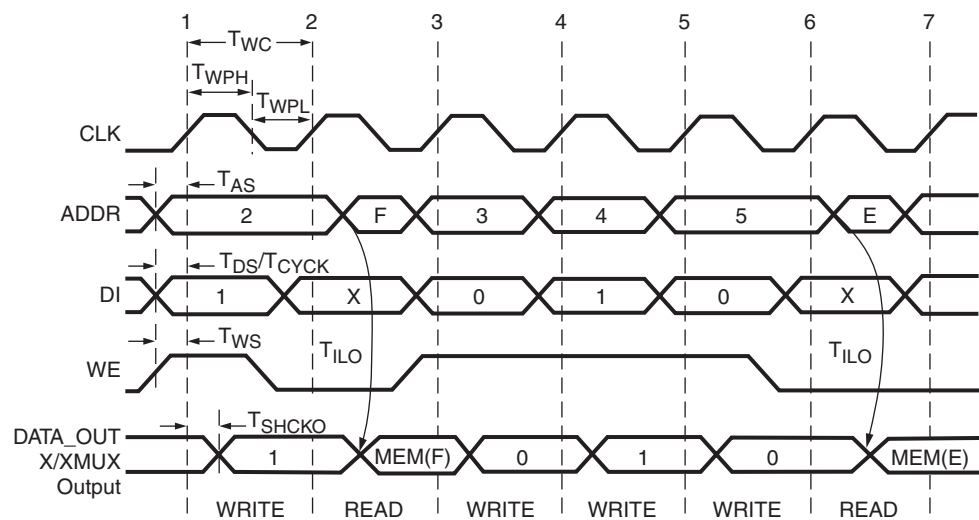 1 2 3 4 5 6 7
TWC
TWPH
TWPL
CLK
TAS
ADDR 2 F 3 4 5 E
TDS/TCYCK
DI 1 X 0 1 0 X
TWS
WE TILO TILO
TSHCKO
DATA_OUT
X/XMUX
Output
1 MEM(F) 0 1 0 MEM(E)
WRITE READ WRITE WRITE WRITE READ